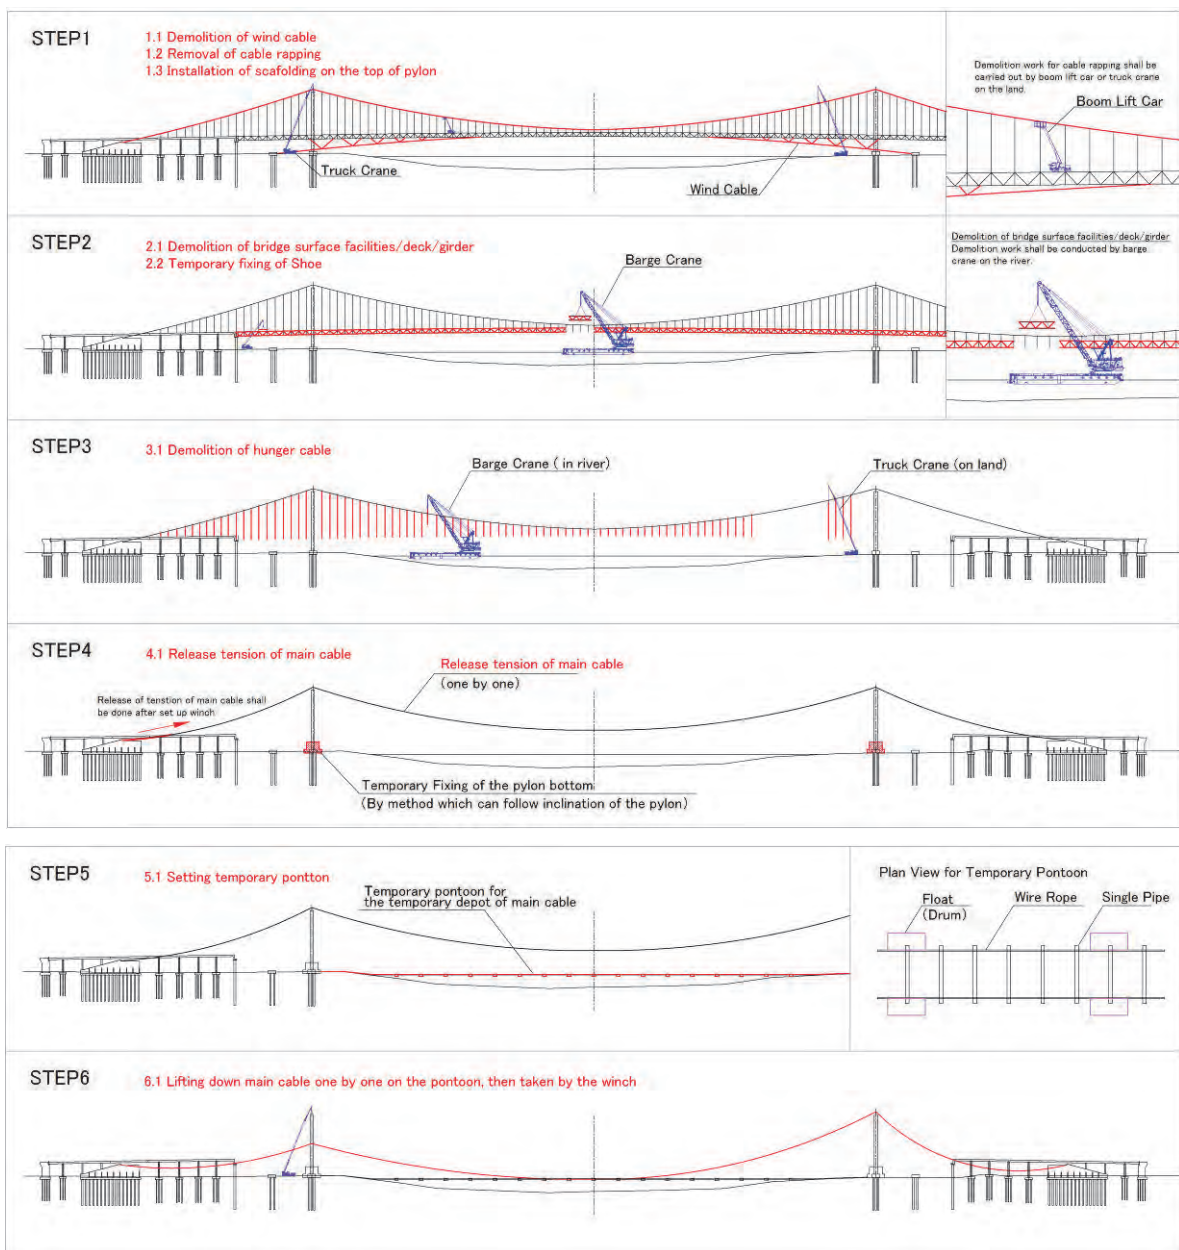 STEP1
1.1 Demolition of wind cable
1.2 Removal of cable rapping
1.3 Installation of scafolding on the top of pylon
Truck Crane
Wind Cable
Demolition work for cable rapping shall be
carried out by boom lift car or truck crane
on the land.
Boom Lift Car
STEP2
2.1 Demolition of bridge surface facilities/deck/girder
2.2 Temporary fixing of Shoe
Barge Crane
Demolition of bridge surface facilities/deck/girder
Demolition work shall be conducted by barge
crane on the river.
STEP3
3.1 Demolition of hunger cable
Barge Crane ( in river)
Truck Crane (on land)
STEP4
4.1 Release tension of main cable
Release tension of main cable
(one by one)
Release of tenstion of main cable shall
be done after set up winch
Temporary Fixing of the pylon bottom
(By method which can follow inclination of the pylon)
STEP5
5.1 Setting temporary pontton
Temporary pontoon for
the temporary depot of main cable
Plan View for Temporary Pontoon
Float
(Drum)
Wire Rope
Single Pipe
STEP6
6.1 Lifting down main cable one by one on the pontoon, then taken by the winch